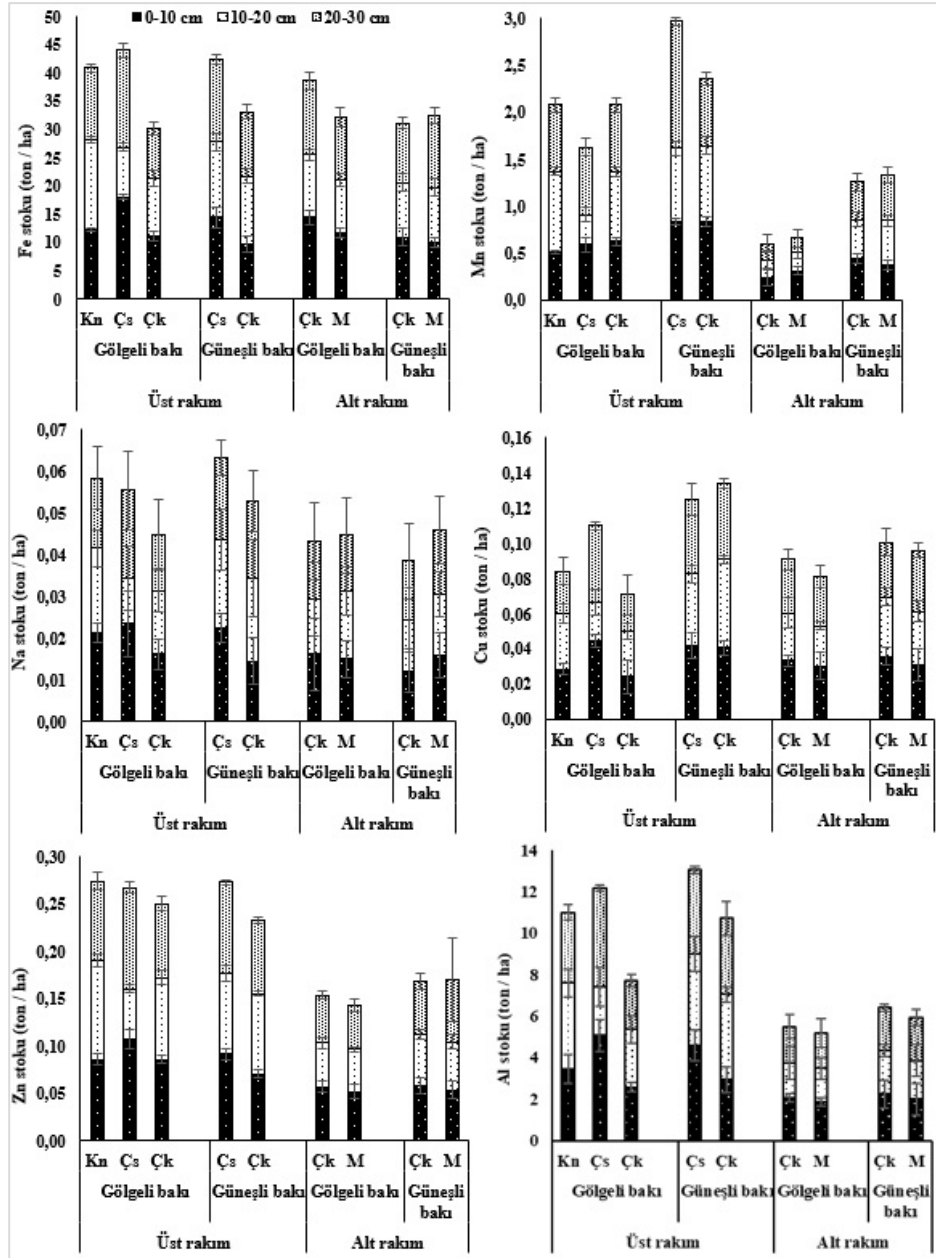 0-10 cm 10-20 cm 20-30 cm
Fe stoku (ton / ha)
50
45
40
35
30
25
20
15
10
5
0
Kn Çs Çk Çs Çk Çk M Çk M
Gölgeli bakı Güneşli bakı Gölgeli bakı Güneşli bakı
Üst rakım Alt rakım
Mn stoku (ton / ha)
3,0
2,5
2,0
1,5
1,0
0,5
0,0
Kn Çs Çk Çs Çk Çk M Çk M
Gölgeli bakı Güneşli bakı Gölgeli bakı Güneşli bakı
Üst rakım Alt rakım
Na stoku (ton / ha)
0,07
0,06
0,05
0,04
0,03
0,02
0,01
0,00
Kn Çs Çk Çs Çk Çk M Çk M
Gölgeli bakı Güneşli bakı Gölgeli bakı Güneşli bakı
Üst rakım Alt rakım
Cu stoku (ton / ha)
0,16
0,14
0,12
0,10
0,08
0,06
0,04
0,02
0,00
Kn Çs Çk Çs Çk Çk M Çk M
Gölgeli bakı Güneşli bakı Gölgeli bakı Güneşli bakı
Üst rakım Alt rakım
Zn stoku (ton / ha)
0,30
0,25
0,20
0,15
0,10
0,05
0,00
Kn Çs Çk Çs Çk Çk M Çk M
Gölgeli bakı Güneşli bakı Gölgeli bakı Güneşli bakı
Üst rakım Alt rakım
Al stoku (ton / ha)
14
12
10
8
6
4
2
0
Kn Çs Çk Çs Çk Çk M Çk M
Gölgeli bakı Güneşli bakı Gölgeli bakı Güneşli bakı
Üst rakım Alt rakım